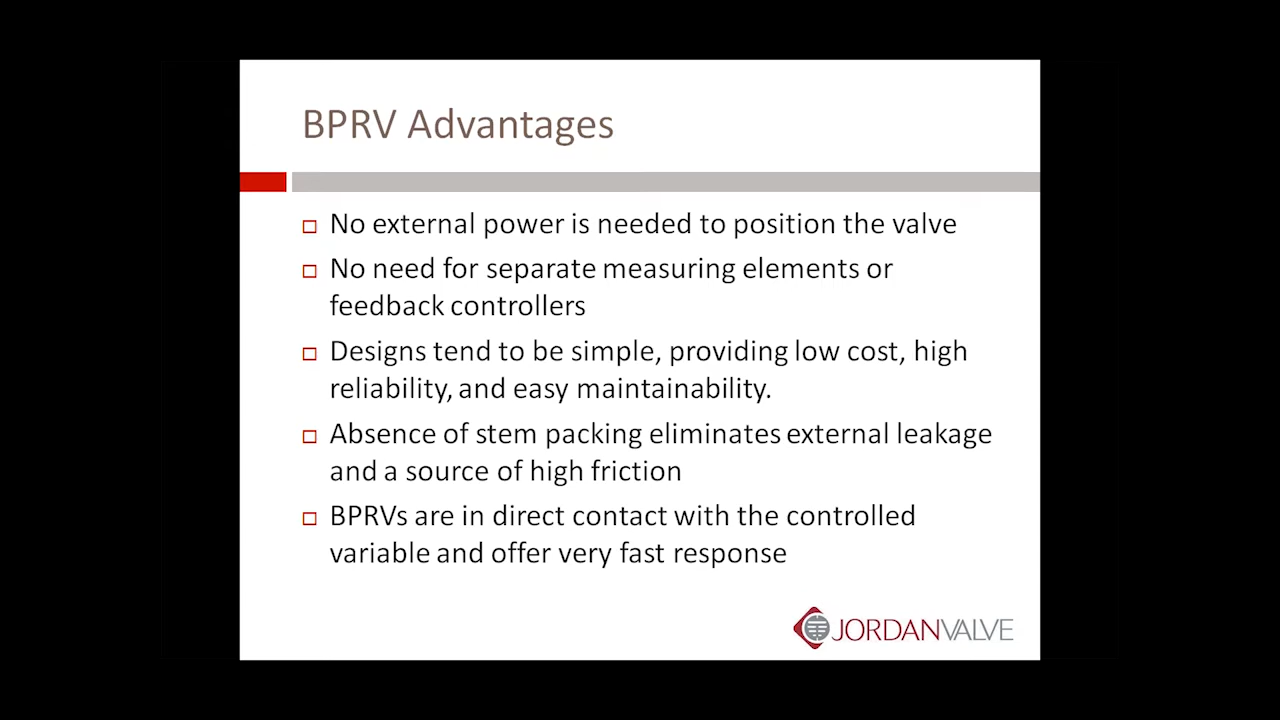 BPRV Advantages
No external power is needed to position the valve
No need for separate measuring elements or
feedback controllers
Designs tend to be simple, providing low cost, high
reliability, and easy maintainability.
Absence of stem packing eliminates external leakage
and a source of high friction
BPRVs are in direct contact with the controlled
variable and offer very fast response
JORDANVALVE